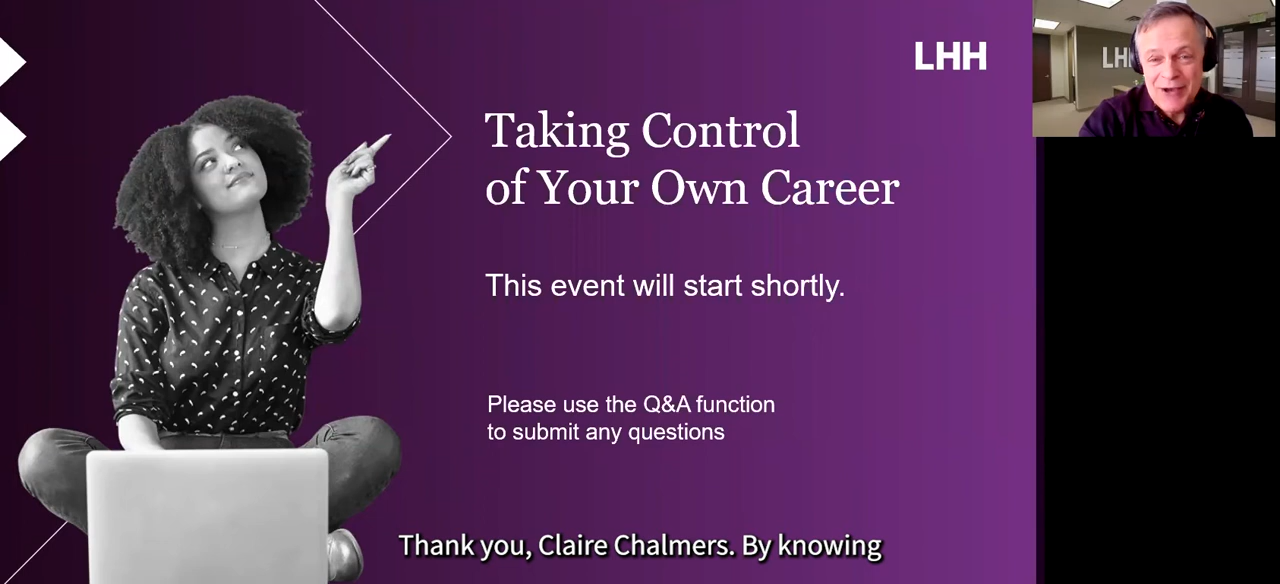 LHH
LHH
Taking Control
of Your Own Career
This event will start shortly.
Please use the Q&A function
to submit any questions
Thank you, Claire Chalmers. By knowing